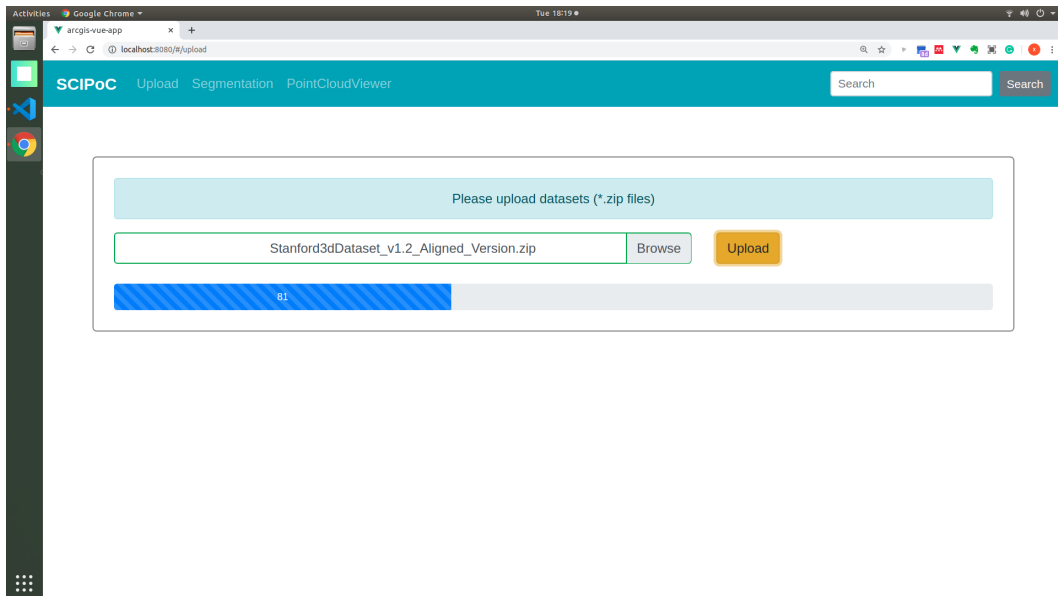 Activities Google Chrome Tue 18:19
arcgis-vue-app
localhost:8080/#/upload
SCIPoC Upload Segmentation PointCloudViewer Search Search
Please upload datasets (*.zip files)
Stanford3dDataset_v1.2_Aligned_Version.zip Browse Upload
81